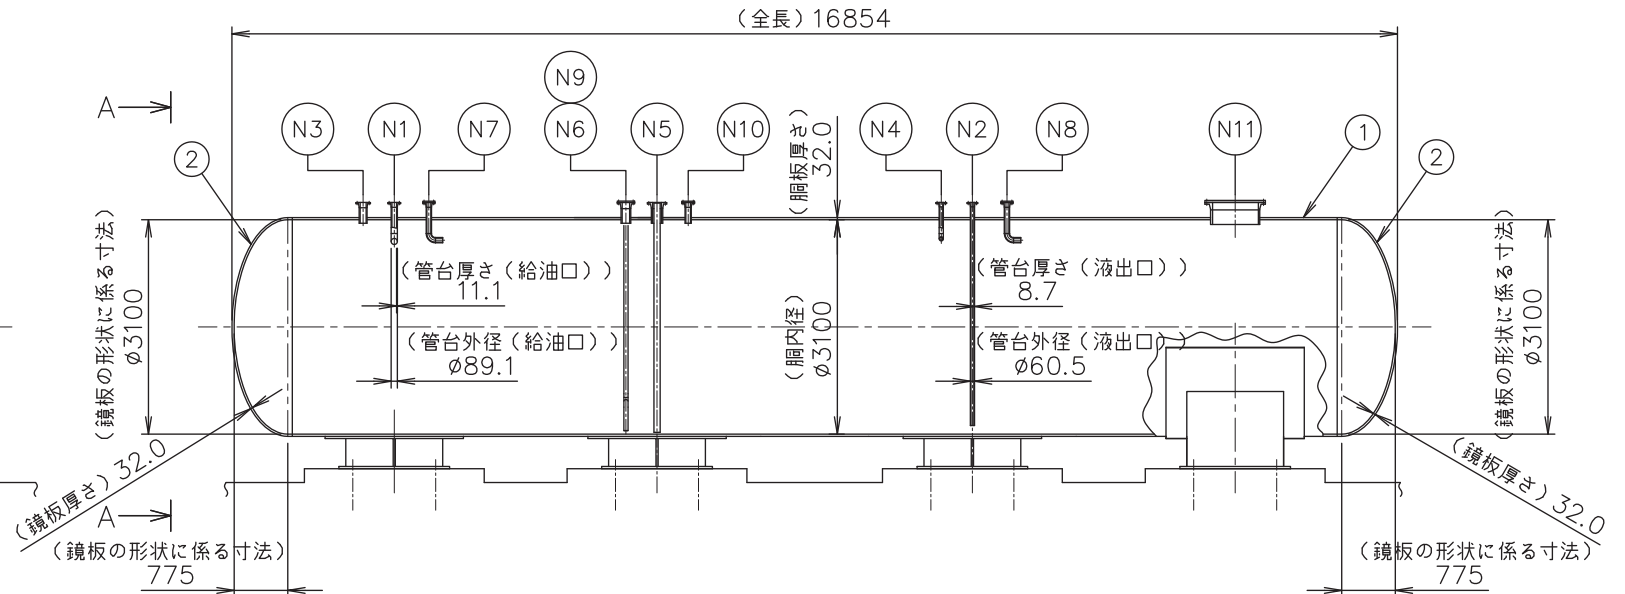 （全長）16854
N9
A
N3
N1
N7
N6
N5
N10
N4
N2
N8
N11
1
2
2
（胴板厚さ）
32.0
（鏡板の形状に係る寸法）
φ3100
（管台厚さ（給油口））
11.1
（管台外径（給油口））
φ89.1
（胴内径）
φ3100
（管台厚さ（液出口））
8.7
（管台外径（液出口））
φ60.5
（鏡板の形状に係る寸法）
φ3100
（鏡板厚さ）32.0
（鏡板厚さ）32.0
A
（鏡板の形状に係る寸法）
775
（鏡板の形状に係る寸法）
775